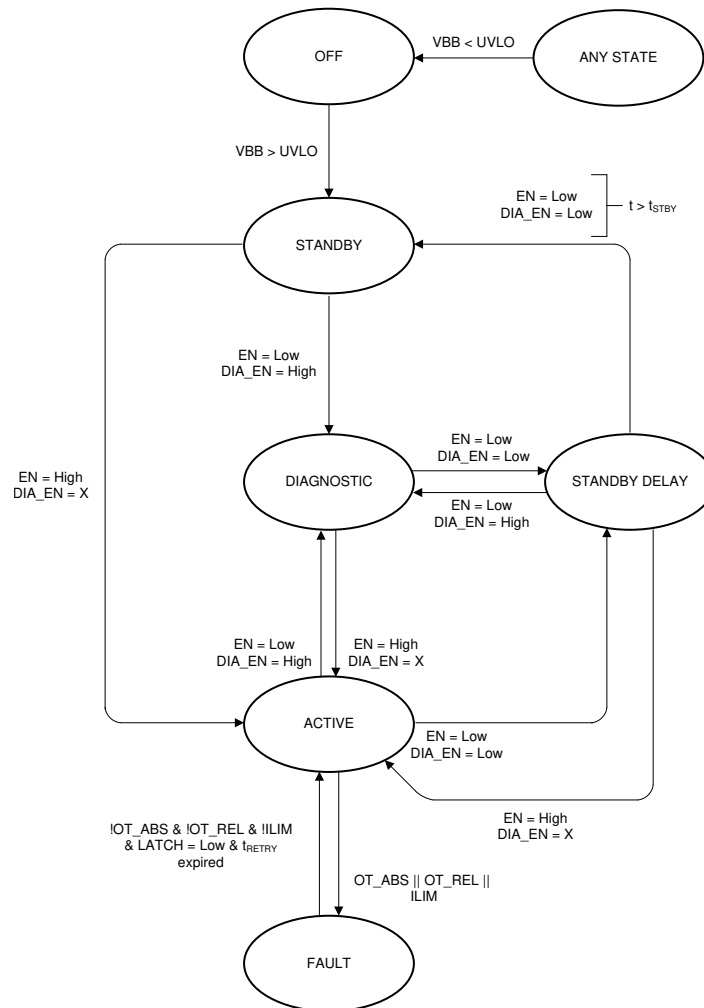 OFF
VBB < UVLO
ANY STATE
VBB > UVLO
EN = Low
DIA_EN = Low
t > tSTBY
STANDBY
EN = Low
DIA_EN = High
EN = High
DIA_EN = X
DIAGNOSTIC
EN = Low
DIA_EN = Low
EN = Low
DIA_EN = High
STANDBY DELAY
EN = Low
DIA_EN = High
EN = High
DIA_EN = X
ACTIVE
EN = Low
DIA_EN = Low
EN = High
DIA_EN = X
!OT_ABS & !OT_REL & !ILIM
& LATCH = Low & tRETRY
expired
OT_ABS || OT_REL ||
ILIM
FAULT